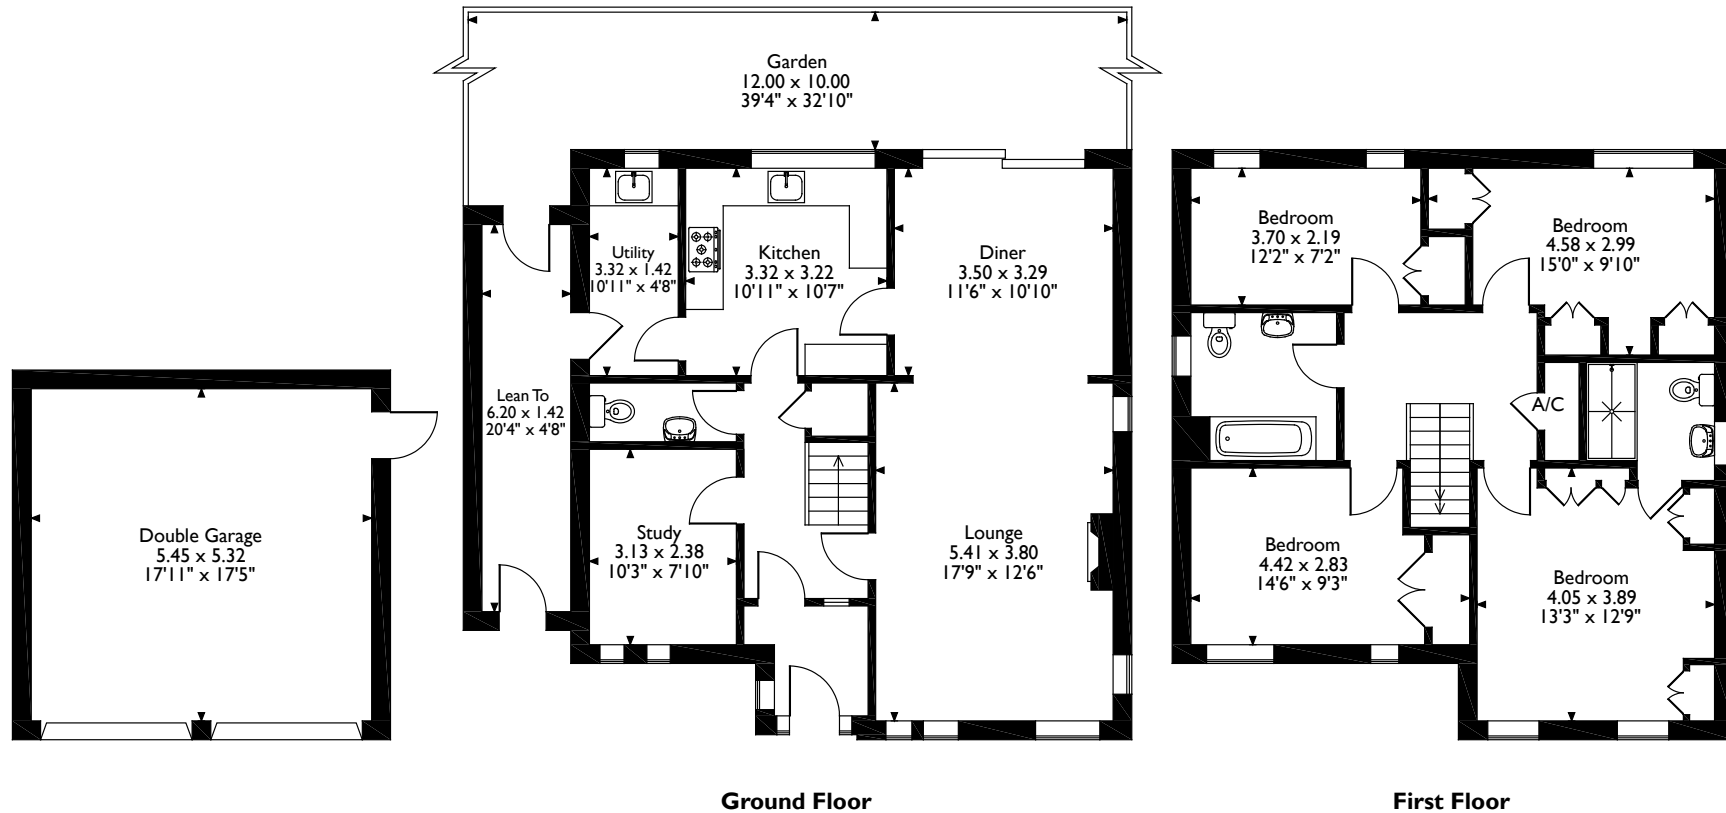 Garden
12.00 x 10.00
39'4" x 32'10"
Utility
3.32 x 1.42
10'11" x 4'8"
Kitchen
3.32 x 3.22
10'11" x 10'7"
Diner
3.50 x 3.29
11'6" x 10'10"
Lean To
6.20 x 1.42
20'4" x 4'8"
Double Garage
5.45 x 5.32
17'11" x 17'5"
Study
3.13 x 2.38
10'3" x 7'10"
Lounge
5.41 x 3.80
17'9" x 12'6"
Bedroom
3.70 x 2.19
12'2" x 7'2"
Bedroom
4.58 x 2.99
15'0" x 9'10"
A/C
Bedroom
4.42 x 2.83
14'6" x 9'3"
Bedroom
4.05 x 3.89
13'3" x 12'9"
Ground Floor
First Floor